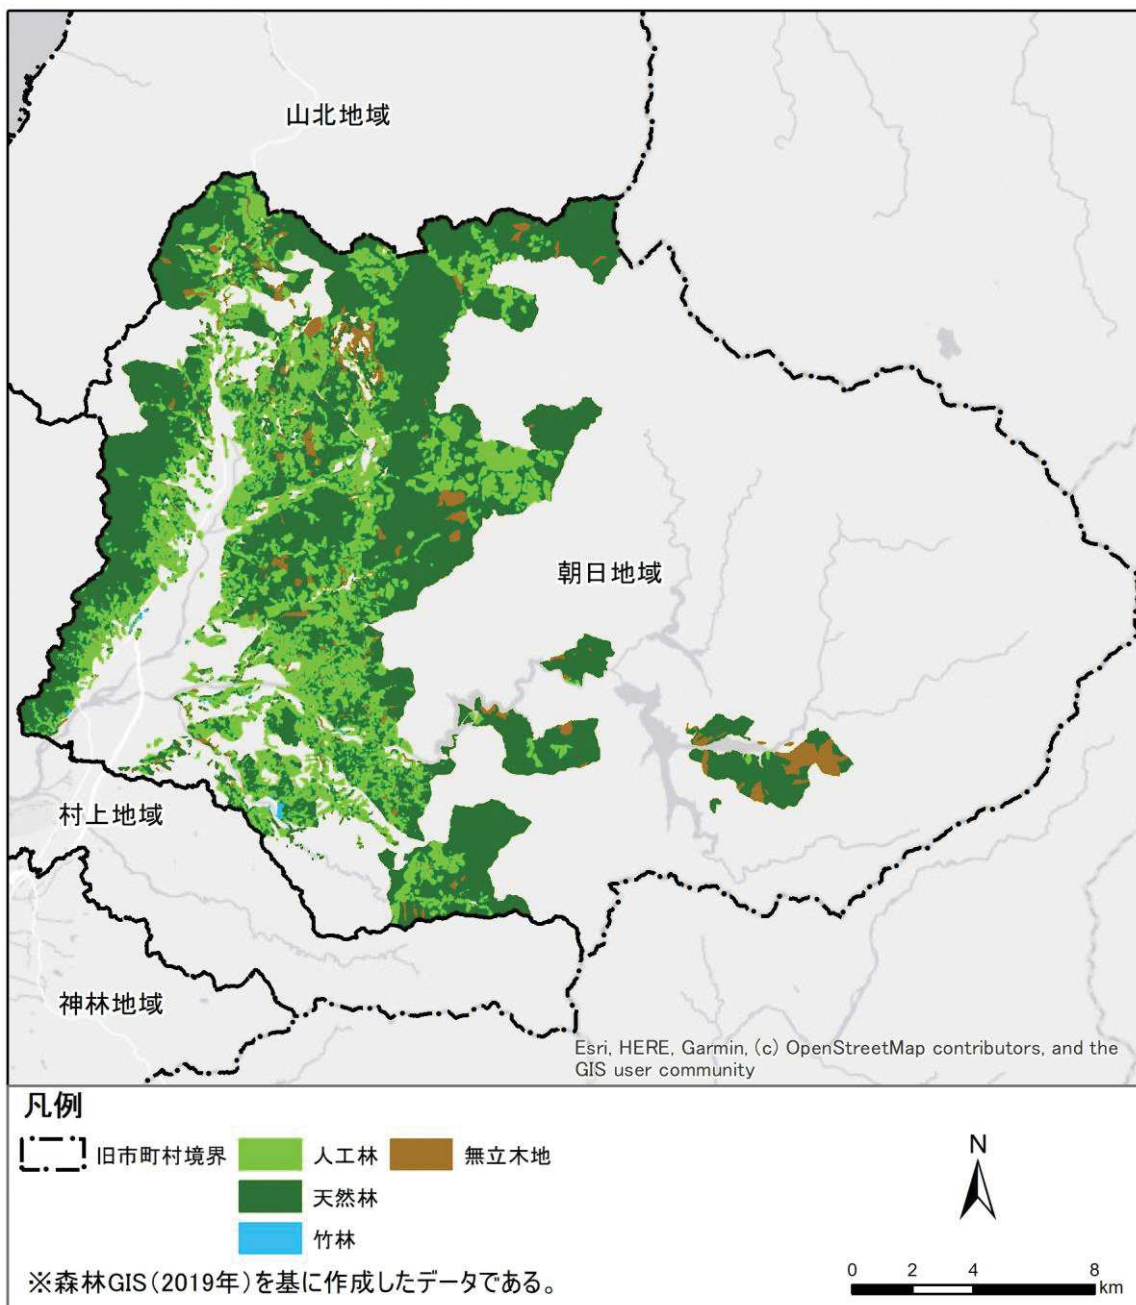 山北地域
朝日地域
村上地域
神林地域
Esri, HERE, Garmin, (c) OpenStreetMap contributors, and the
GIS user community
凡例
旧市町村境界
人工林
無立木地
天然林
竹林
※森林GIS(2019年)を基に作成したデータである。
N
0 2 4 8
km